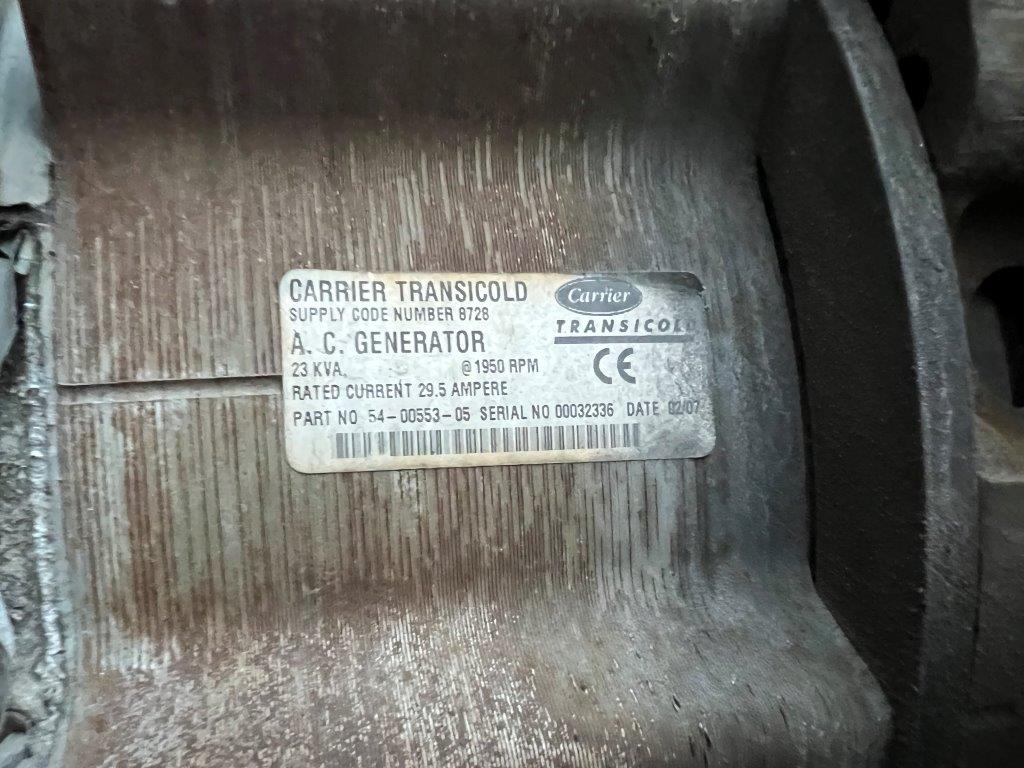 CARRIER TRANSICOLD
SUPPLY CODE NUMBER 8728
A. C. GENERATOR
23 KVA. @ 1950 RPM
RATED CURRENT 29.5 AMPERE
PART NO 54-00553-05 SERIAL NO 00032336 DATE 02/07
Carrier
TRANSICOLD
CE